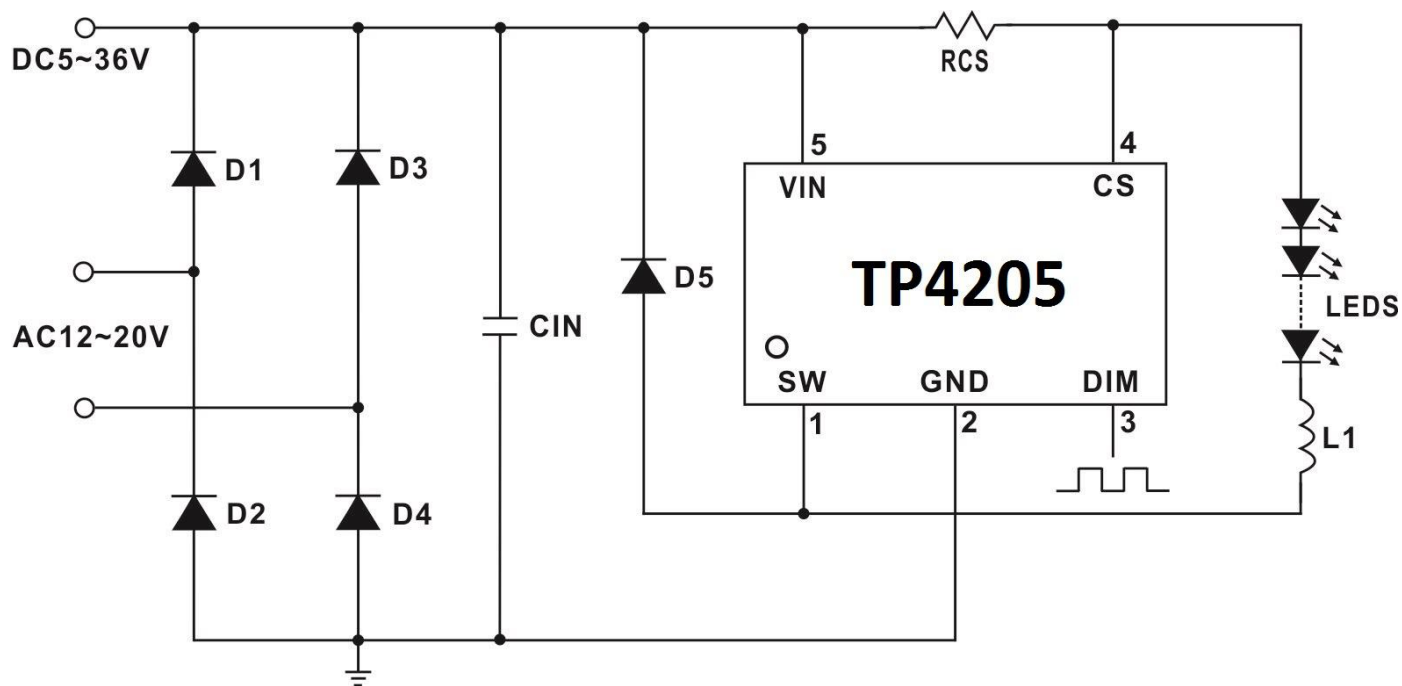 DC5~36V
RCS
D1
D3
5
4
VIN
CS
AC12~20V
CIN
D5
TP4205
LEDS
SW
GND
DIM
1
2
3
L1
D2
D4